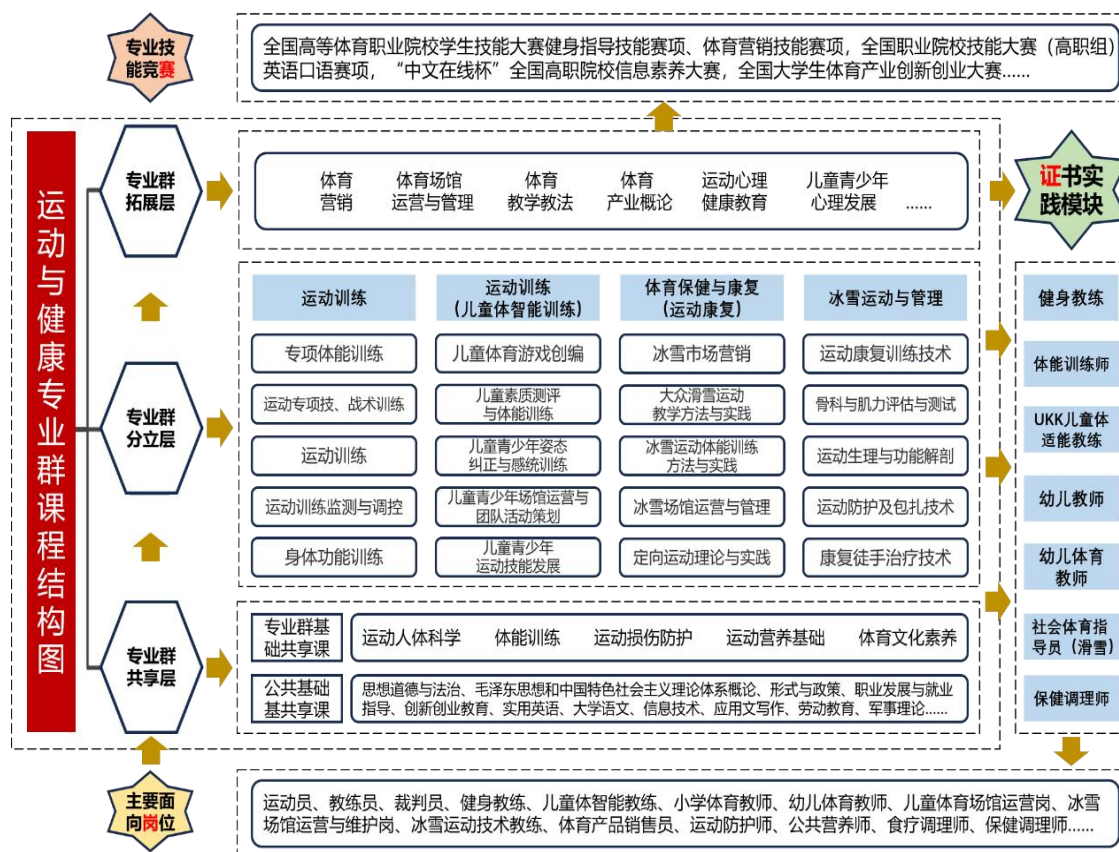 专业技
能竞赛
全国高等体育职业院校学生技能大赛健身指导技能赛项、体育营销技能赛项，全国职业院校技能大赛（高职组）
英语口语赛项，“中文在线杯”全国高职院校信息素养大赛，全国大学生体育产业创新创业大赛......
运动与健康专业群课程结构图
专业群
拓展层
体育
营销
体育场馆
运营与管理
体育
教学教法
体育
产业概论
运动心理
健康教育
儿童青少年
心理发展
......
证书实
践模块
专业群
分立层
运动训练
运动训练
(儿童体智能训练)
体育保健与康复
(运动康复)
冰雪运动与管理
专项体能训练
儿童体育游戏创编
冰雪市场营销
运动康复训练技术
运动专项技、战术训练
儿童素质测评
与体能训练
大众滑雪运动
教学方法与实践
骨科与肌力评估与测试
运动训练
儿童青少年姿态
纠正与感统训练
冰雪运动体能训练
方法与实践
运动生理与功能解剖
运动训练监测与调控
儿童青少年场馆运营与
团队活动策划
冰雪场馆运营与管理
运动防护及包扎技术
身体功能训练
儿童青少年
运动技能发展
定向运动理论与实践
康复徒手治疗技术
健身教练
体能训练师
UKK儿童体
适能教练
幼儿教师
幼儿体育
教师
社会体育指
导员（滑雪）
保健调理师
专业群
共享层
专业群基
础共享课
运动人体科学 体能训练 运动损伤防护 运动营养基础 体育文化素养
公共基础
基共享课
思想道德与法治、毛泽东思想和中国特色社会主义理论体系概论、形式与政策、职业发展与就业
指导、创新创业教育、实用英语、大学语文、信息技术、应用文写作、劳动教育、军事理论......
主要面
向岗位
运动员、教练员、裁判员、健身教练、儿童体智能教练、小学体育教师、幼儿体育教师、儿童体育场馆运营岗、冰雪
场馆运营与维护岗、冰雪运动技术教练、体育产品销售员、运动防护师、公共营养师、食疗调理师、保健调理师......